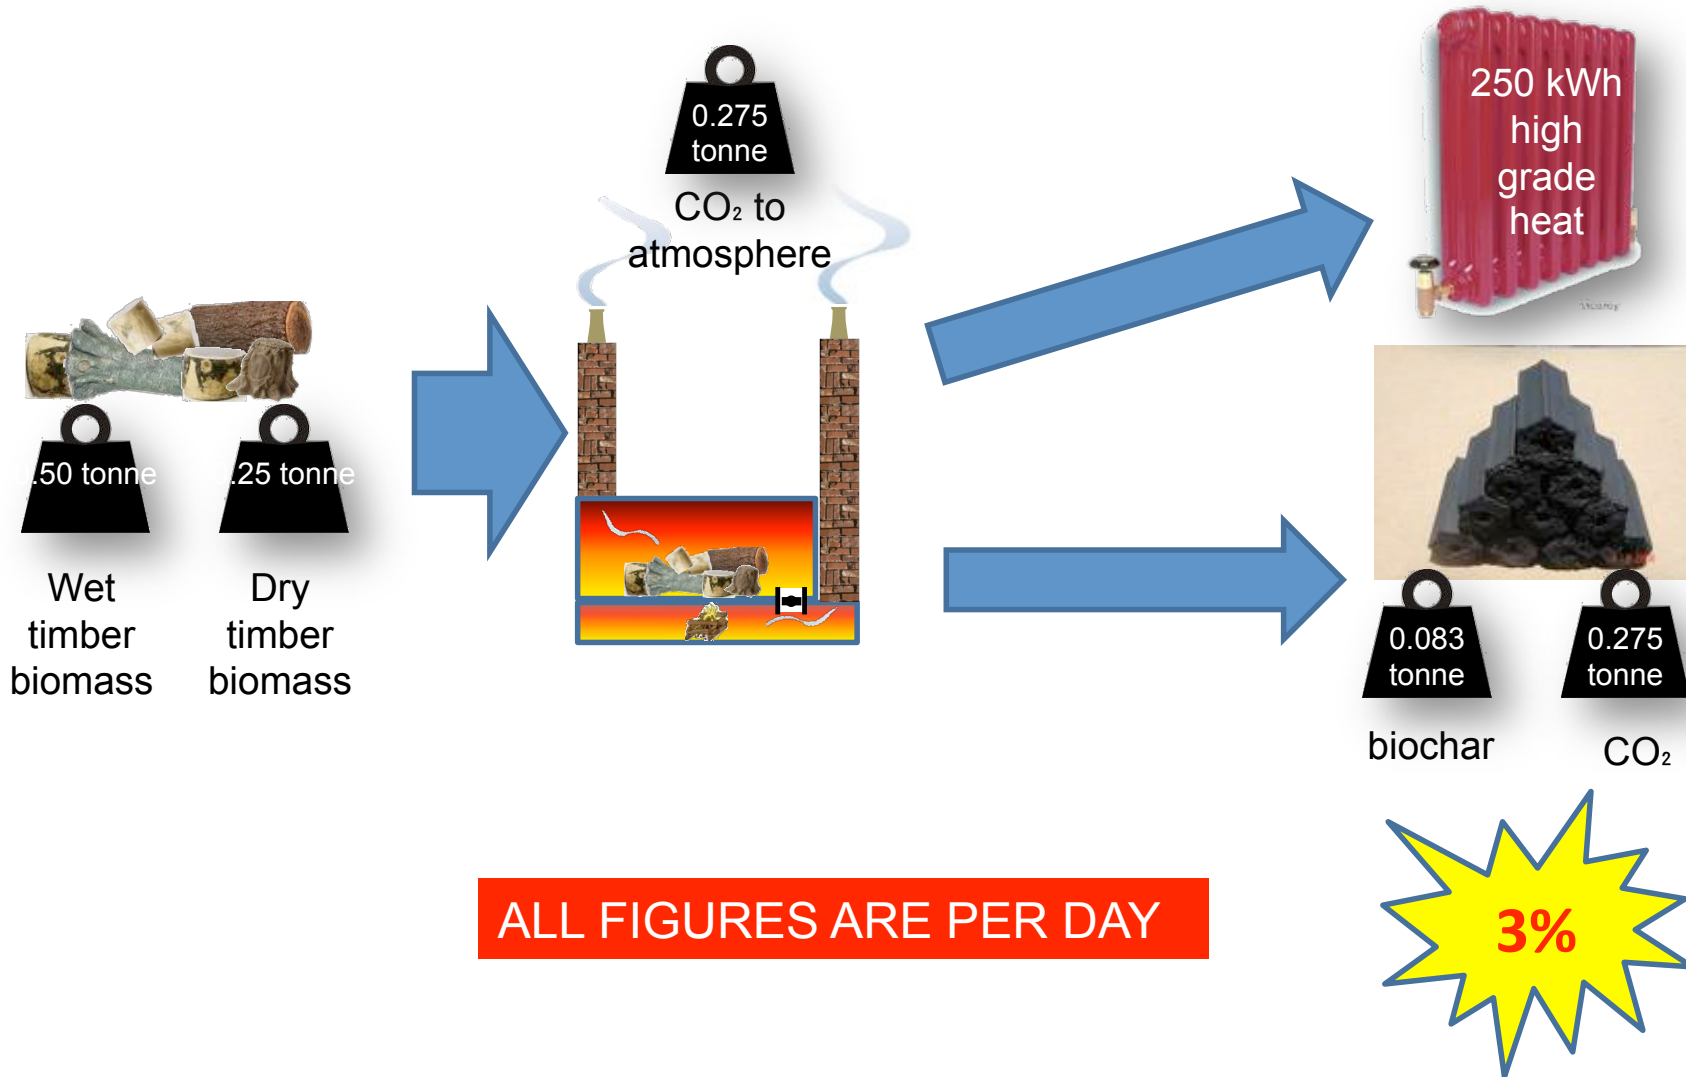 0.275
tonne
CO₂ to
atmosphere
250 kWh
high
grade
heat
.50 tonne
.25 tonne
Wet
timber
biomass
Dry
timber
biomass
0.083
tonne
0.275
tonne
biochar
CO₂
ALL FIGURES ARE PER DAY
3%